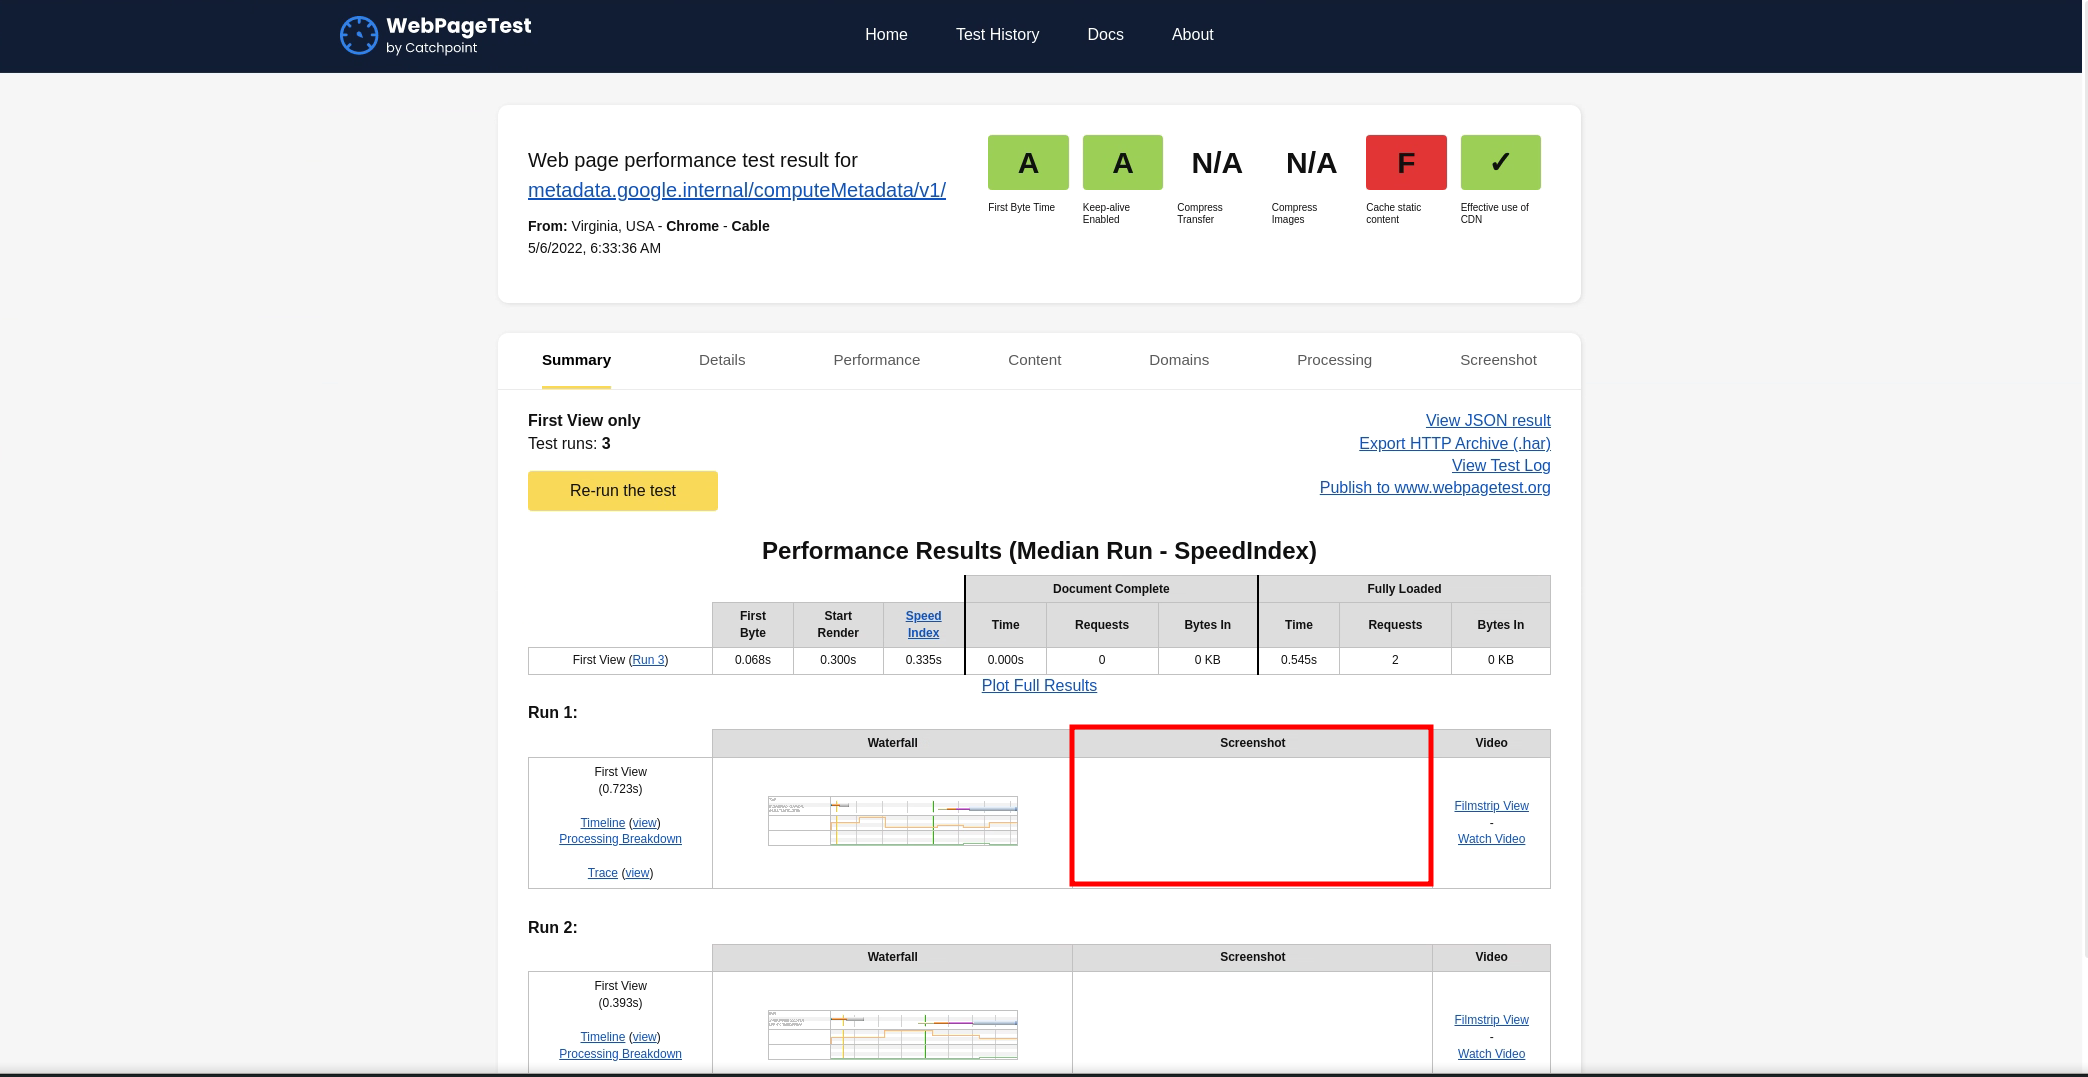 WebPageTest
by Catchpoint
Home Test History Docs About
Web page performance test result for
metadata.google.internal/computeMetadata/v1/
From: Virginia, USA - Chrome - Cable
5/6/2022, 6:33:36 AM
A A N/A N/A F ✓
First Byte Time Keep-alive Enabled Compress Transfer Compress Images Cache static content Effective use of CDN
Summary Details Performance Content Domains Processing Screenshot
First View only
Test runs: 3
Re-run the test
View JSON result
Export HTTP Archive (.har)
View Test Log
Publish to www.webpagetest.org
Performance Results (Median Run - SpeedIndex)
Document Complete Fully Loaded
First Byte Start Render Speed Index Time Requests Bytes In Time Requests Bytes In
First View (Run 3) 0.068s 0.300s 0.335s 0.000s 0 0 KB 0.545s 2 0 KB
Plot Full Results
Run 1:
Waterfall Screenshot Video
First View
(0.723s)
Timeline (view)
Processing Breakdown
Trace (view)
Filmstrip View
-
Watch Video
Run 2:
Waterfall Screenshot Video
First View
(0.393s)
Timeline (view)
Processing Breakdown
Filmstrip View
-
Watch Video